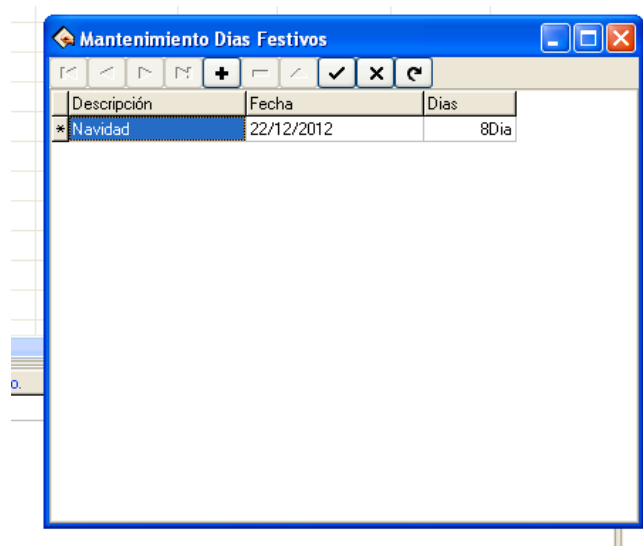 Mantenimiento Dias Festivos
Descripción Fecha Dias
* Navidad 22/12/2012 8Dia
o.